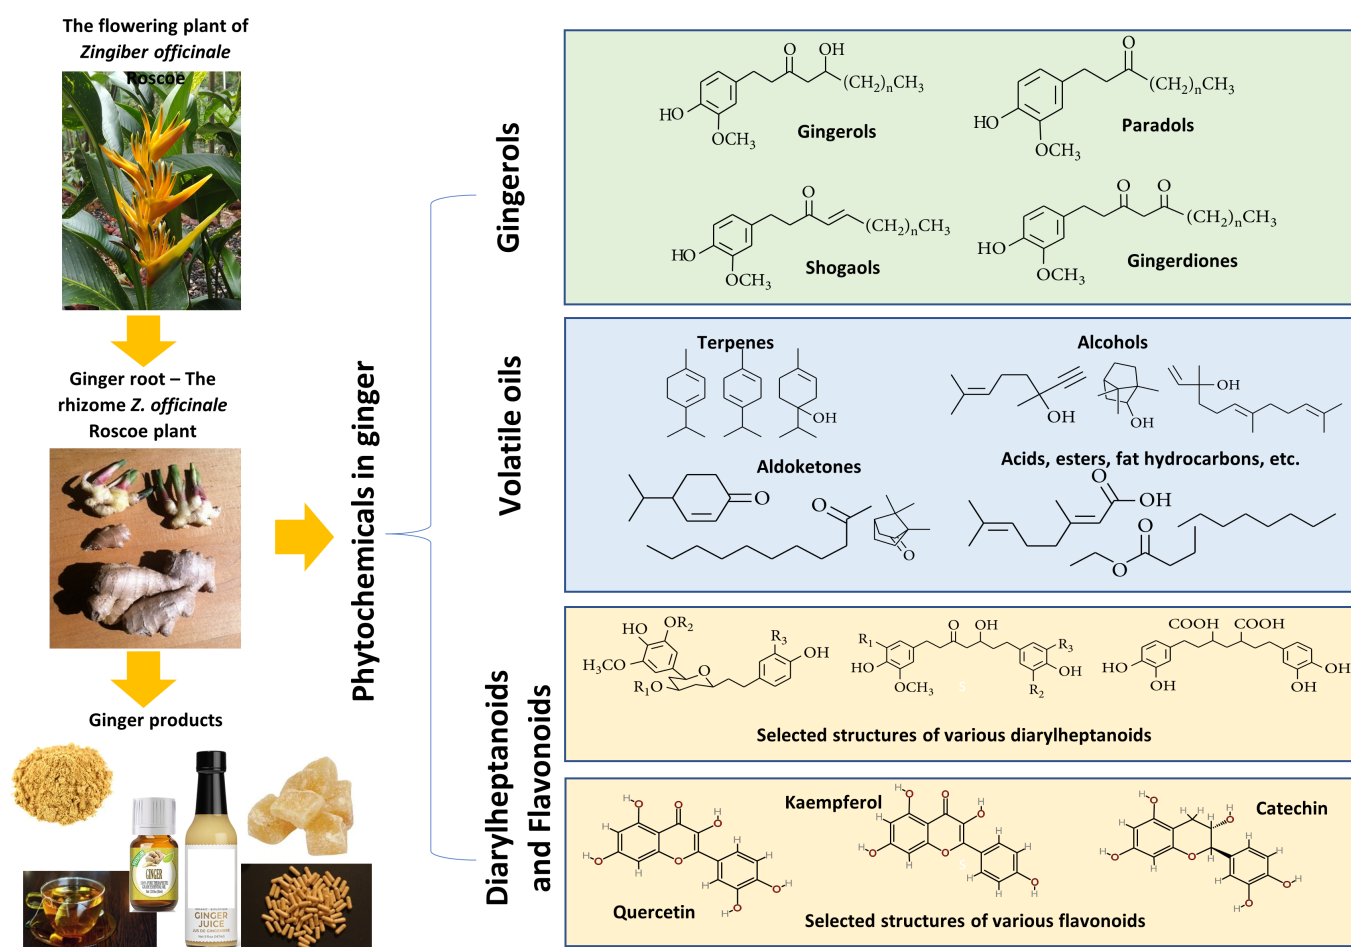 The flowering plant of
Zingiber officinale
Roscoe
Ginger root – The
rhizome Z. officinale
Roscoe plant
Ginger products
GINGER
GINGER
JUICE
Phytochemicals in ginger
Gingerols
Volatile oils
Diarylheptanoids
and Flavonoids
O OH
(CH2)nCH3
HO
OCH3
Gingerols
O
(CH2)nCH3
HO
OCH3
Paradols
O
(CH2)nCH3
HO
OCH3
Shogaols
O O
(CH2)nCH3
HO
OCH3
Gingerdiones
Terpenes
OH
Alcohols
OH
OH
OH
Aldoketones
O
O
O
Acids, esters, fat hydrocarbons, etc.
O
OH
O
O
OR2
HO
R3
OH
H3CO
O
R1O
O OH
R1
R3
HO
OH
OCH3
R2
S
COOH COOH
HO
OH
OH
OH
Selected structures of various diarylheptanoids
Quercetin
H O O O H
H H H
HO O H
H H
O H
O
H
Kaempferol
H O O O H
H H H
HO O S H
H H
O
H
Catechin
H O H H H O H
H
HO O H H
H H
O H
O
H
Selected structures of various flavonoids